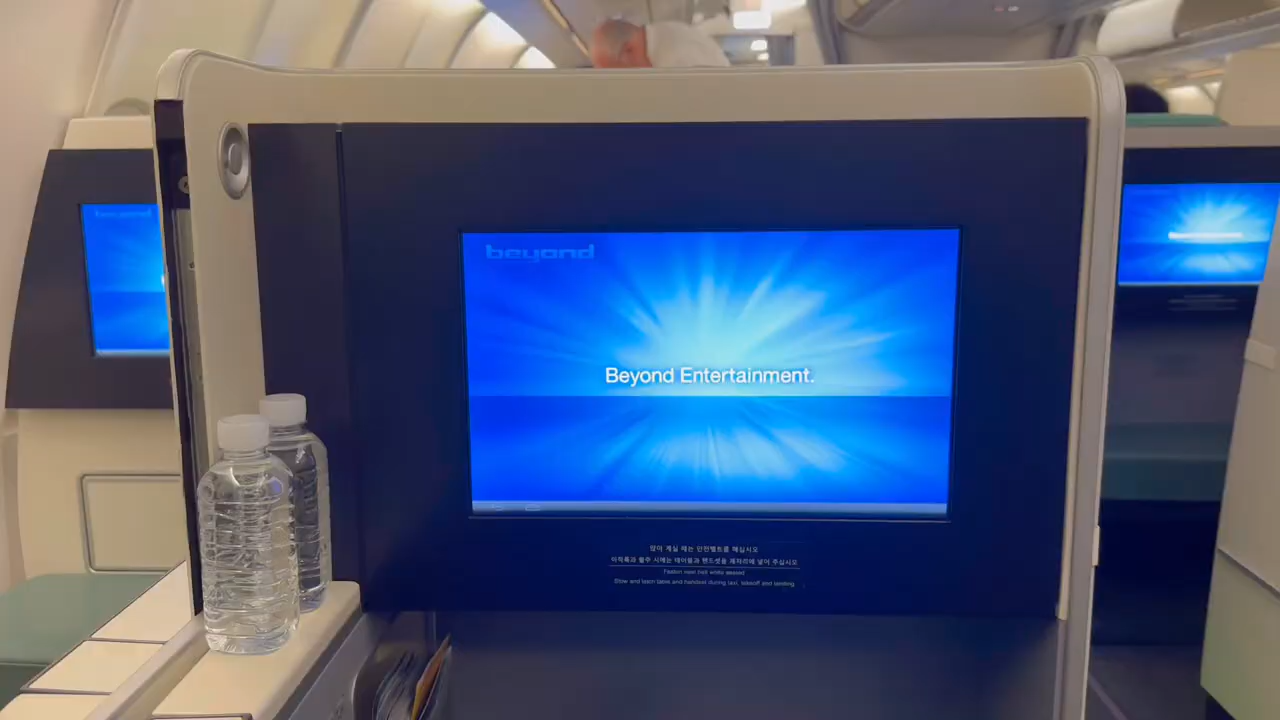 beyond
beyond
Beyond Entertainment.
앉아 계실 때는 안전벨트를 매십시오
이착륙과 활주 시에는 테이블과 핸드셋을 제자리에 넣어 주십시오
Fasten seat belt while seated
Stow and latch table and handset during taxi, takeoff and landing